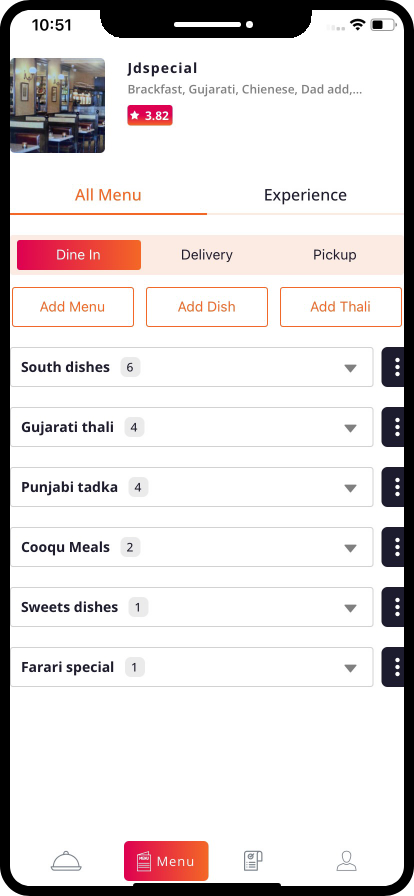 10:51
Jdspecial
Brackfast, Gujarati, Chienese, Dad add,...
3.82
All Menu Experience
Dine In Delivery Pickup
Add Menu Add Dish Add Thali
South dishes 6
Gujarati thali 4
Punjabi tadka 4
Cooqu Meals 2
Sweets dishes 1
Farari special 1
MENU Menu